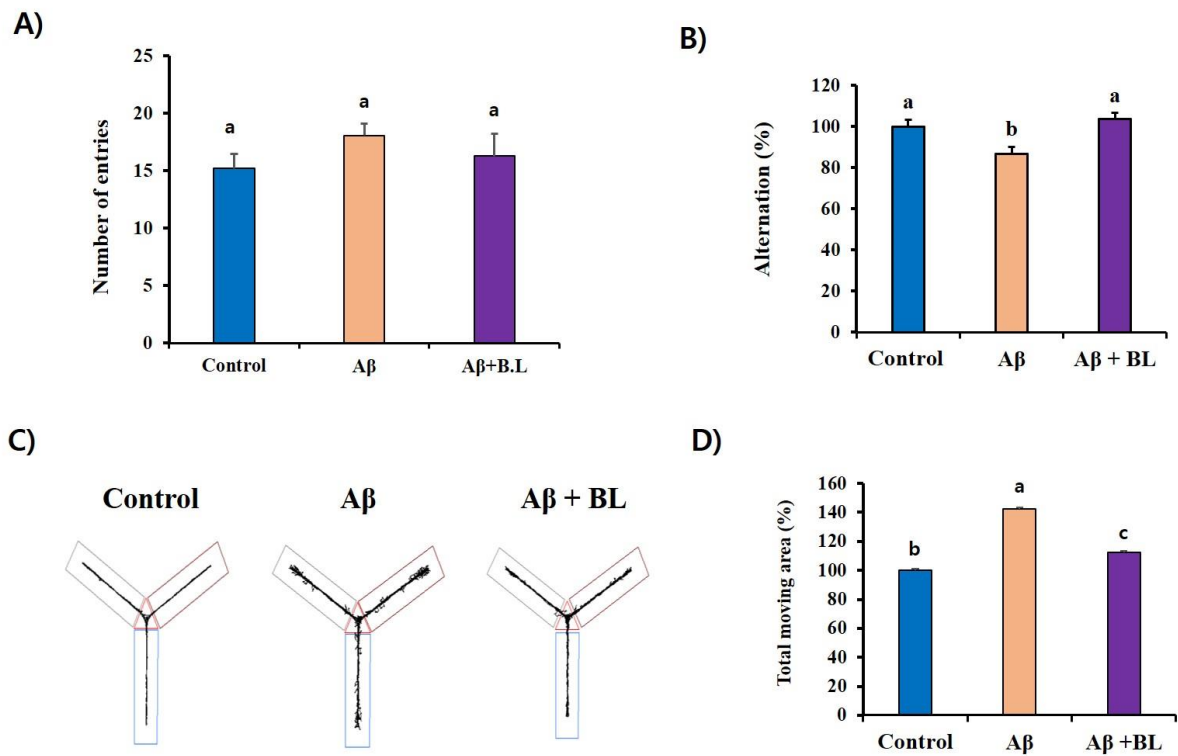 A)
25
20
15
10
5
0
Number of entries
a
a
a
Control
Aβ
Aβ+B.L
B)
120
100
80
60
40
20
0
Alternation (%)
a
b
a
Control
Aβ
Aβ + BL
C)
Control
Aβ
Aβ + BL
D)
160
140
120
100
80
60
40
20
0
Total moving area (%)
b
a
c
Control
Aβ
Aβ +BL